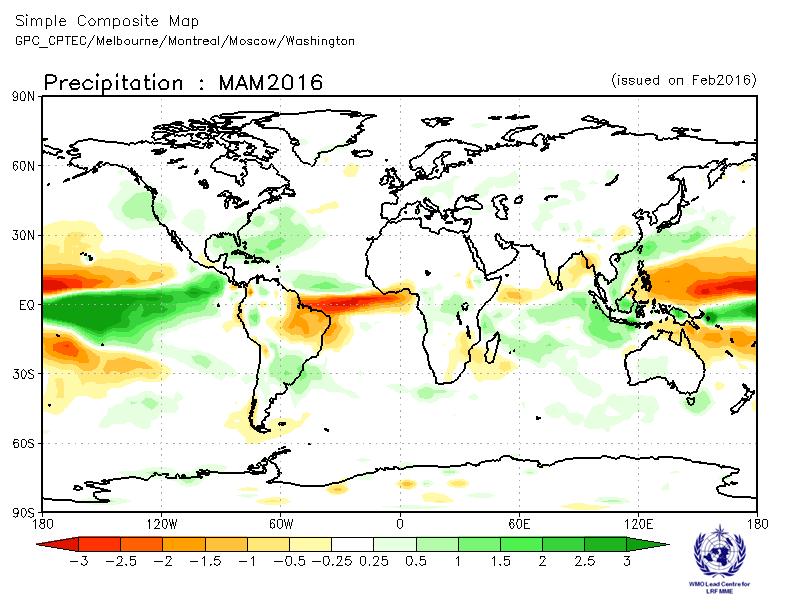 Simple Composite Map
GPC_CPTEC/Melbourne/Montreal/Moscow/Washington
Precipitation : MAM2016
(issued on Feb2016)
90N
60N
30N
EQ
30S
60S
90S
180 120W 60W 0 60E 120E 180
-3 -2.5 -2 -1.5 -1 -0.5 -0.25 0.25 0.5 1 1.5 2 2.5 3
WMO Lead Centre for
LRF MME